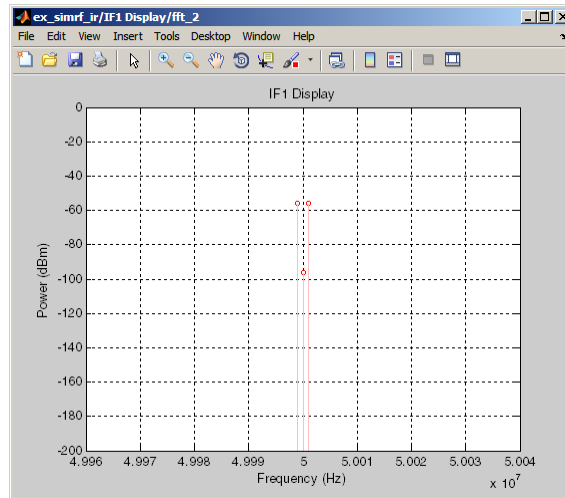 ex_simrf_ir/IF1 Display/fft_2
File Edit View Insert Tools Desktop Window Help
IF1 Display
0
-20
-40
-60
-80
-100
-120
-140
-160
-180
-200
Power (dBm)
4.996 4.997 4.998 4.999 5 5.001 5.002 5.003 5.004
Frequency (Hz)
x 10^7